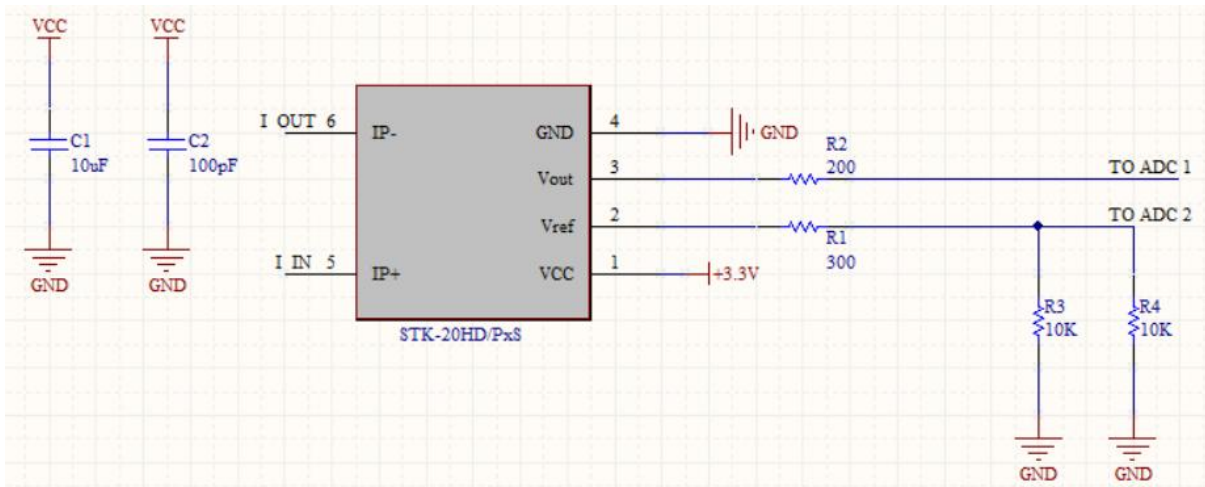 VCC
VCC
C1
10uF
C2
100pF
GND
GND
I OUT 6
IP-
GND
4
GND
Vout
3
R2
200
TO ADC 1
Vref
2
R1
300
TO ADC 2
I IN 5
IP+
VCC
1
+3.3V
STK-20HD/PxS
R3
10K
R4
10K
GND
GND